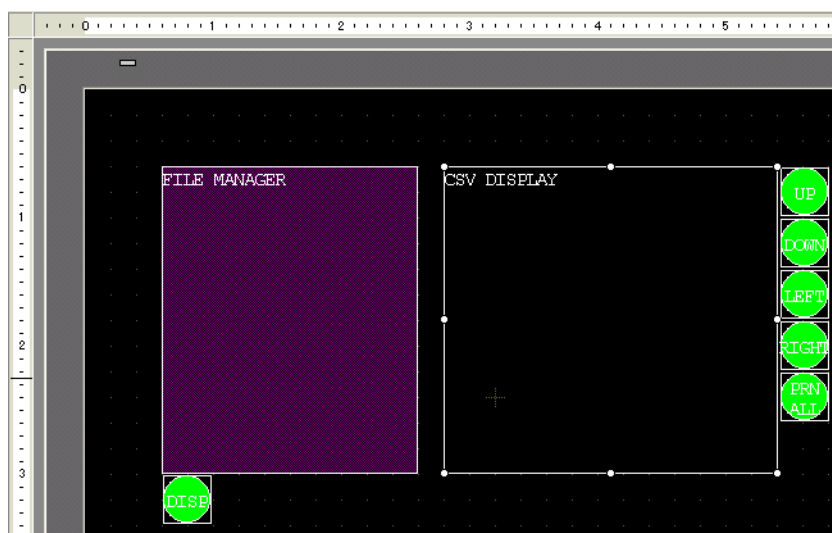 0 1 2 3 4 5
0
FILE MANAGER
CSV DISPLAY
UP
1
DOWN
LEFT
2
RIGHT
PRN
ALL
3
DISP